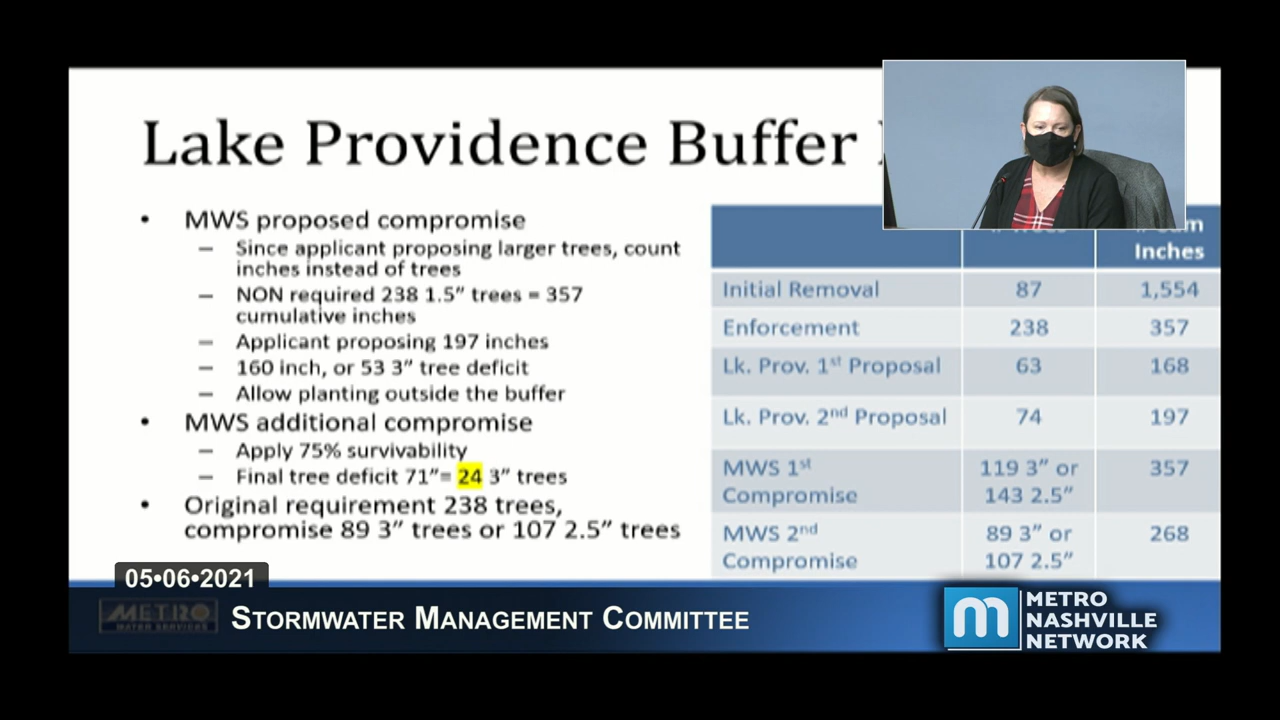 Lake Providence Buffer
• MWS proposed compromise
– Since applicant proposing larger trees, count
inches instead of trees
– NON required 238 1.5” trees = 357
cumulative inches
– Applicant proposing 197 inches
– 160 inch, or 53 3” tree deficit
– Allow planting outside the buffer
• MWS additional compromise
– Apply 75% survivability
– Final tree deficit 71”= 24 3” trees
• Original requirement 238 trees,
compromise 89 3” trees or 107 2.5” trees
Inches
Initial Removal 87 1,554
Enforcement 238 357
Lk. Prov. 1st Proposal 63 168
Lk. Prov. 2nd Proposal 74 197
MWS 1st 119 3” or 357
Compromise 143 2.5”
MWS 2nd 89 3” or 268
Compromise 107 2.5”
05•06•2021
METRO
WATER SERVICES
STORMWATER MANAGEMENT COMMITTEE
m
METRO
NASHVILLE
NETWORK